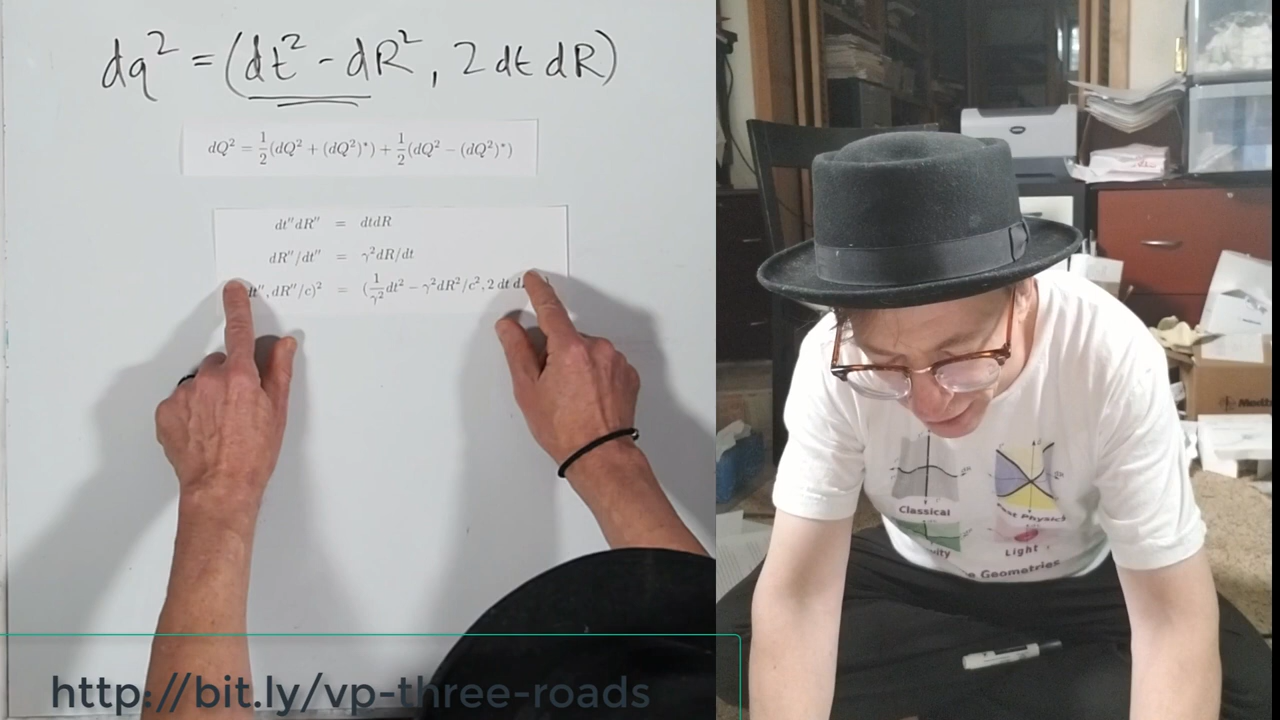 dq² = (dt² - dR², 2 dt dR)
dQ² = 1/2(dQ² + (dQ²)*) + 1/2(dQ² − (dQ²)*)
dt″dR″ = dtdR
dR″/dt″ = γ²dR/dt
dt″, dR″/c)² = (1/γ² dt² − γ²dR²/c², 2 dt
http://bit.ly/vp-three-roads
Classical
Light
Geometries